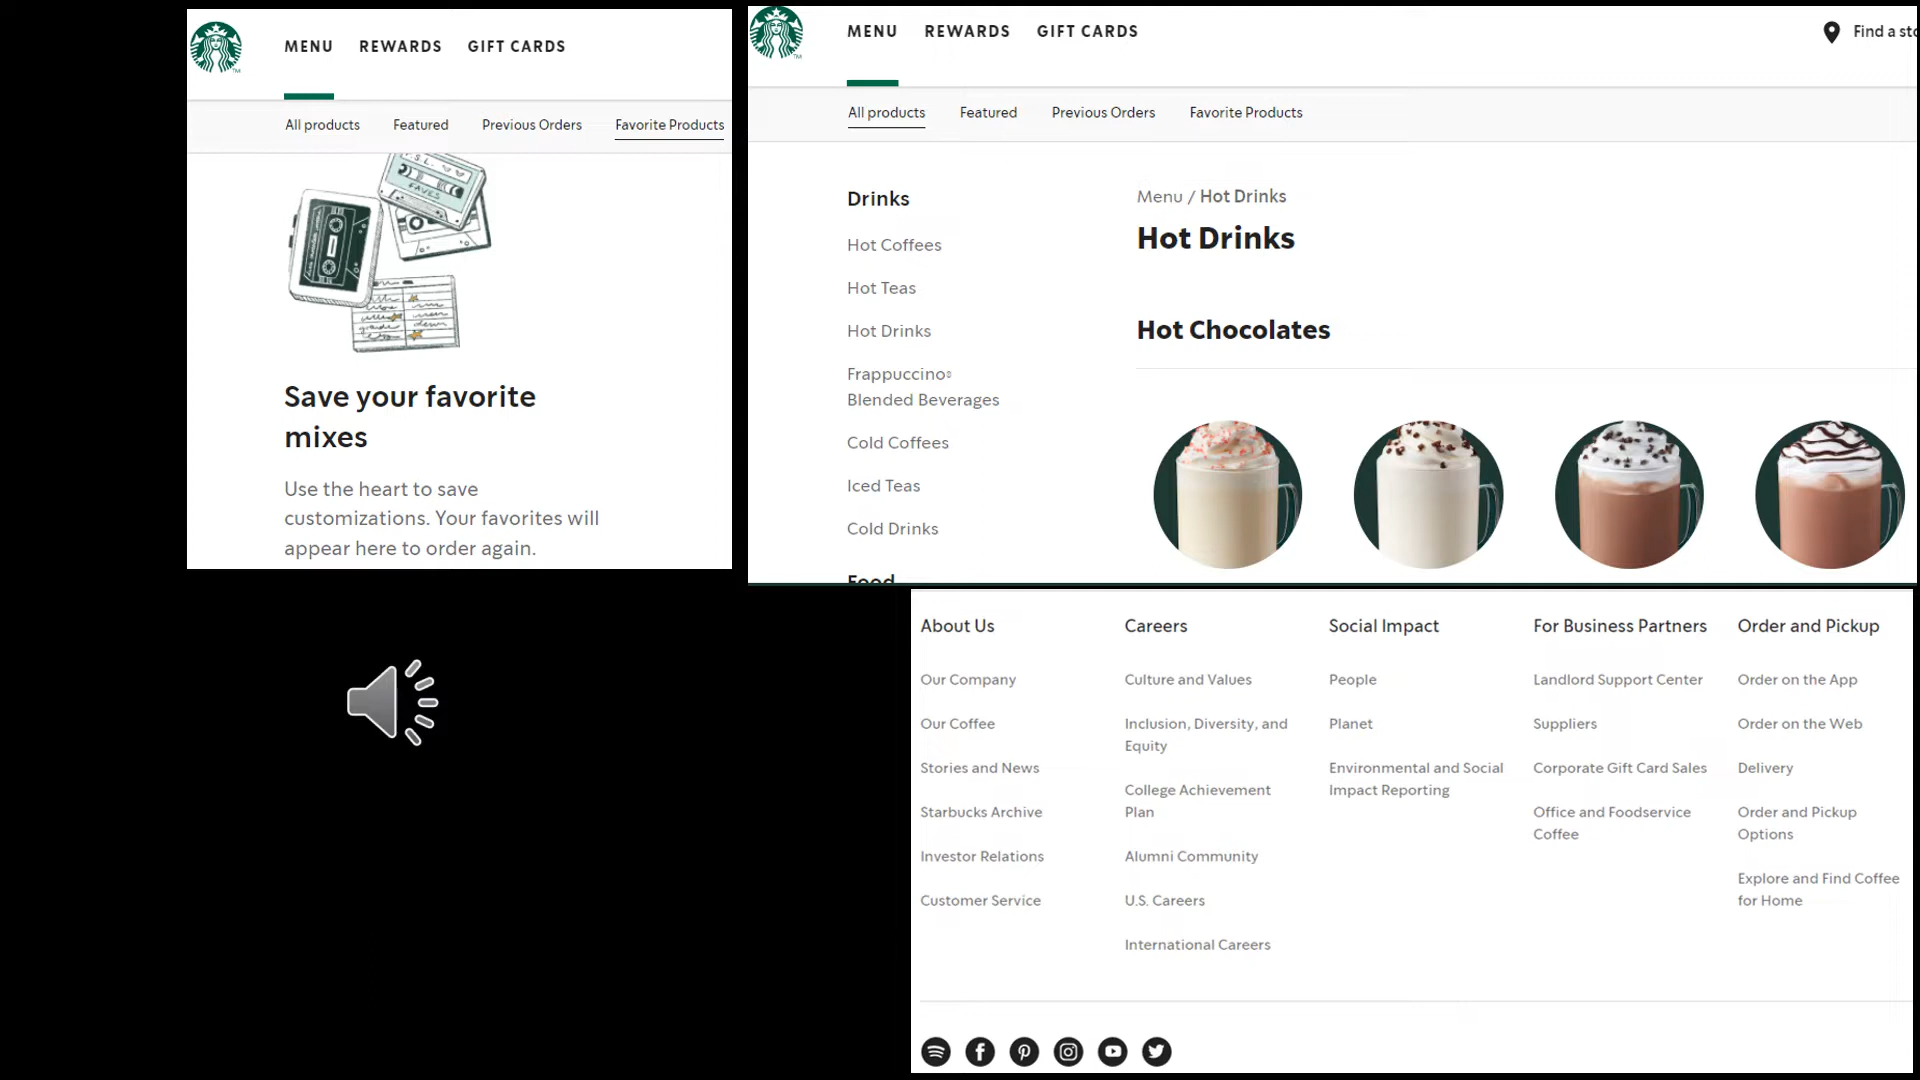 MENU REWARDS GIFT CARDS
All products Featured Previous Orders Favorite Products
FAVES
Save your favorite
mixes
Use the heart to save
customizations. Your favorites will
appear here to order again.
MENU REWARDS GIFT CARDS
Find a sto
All products Featured Previous Orders Favorite Products
Drinks
Hot Coffees
Hot Teas
Hot Drinks
Frappuccino®
Blended Beverages
Cold Coffees
Iced Teas
Cold Drinks
Food
Menu / Hot Drinks
Hot Drinks
Hot Chocolates
About Us
Our Company
Our Coffee
Stories and News
Starbucks Archive
Investor Relations
Customer Service
Careers
Culture and Values
Inclusion, Diversity, and
Equity
College Achievement
Plan
Alumni Community
U.S. Careers
International Careers
Social Impact
People
Planet
Environmental and Social
Impact Reporting
For Business Partners
Landlord Support Center
Suppliers
Corporate Gift Card Sales
Office and Foodservice
Coffee
Order and Pickup
Order on the App
Order on the Web
Delivery
Order and Pickup
Options
Explore and Find Coffee
for Home